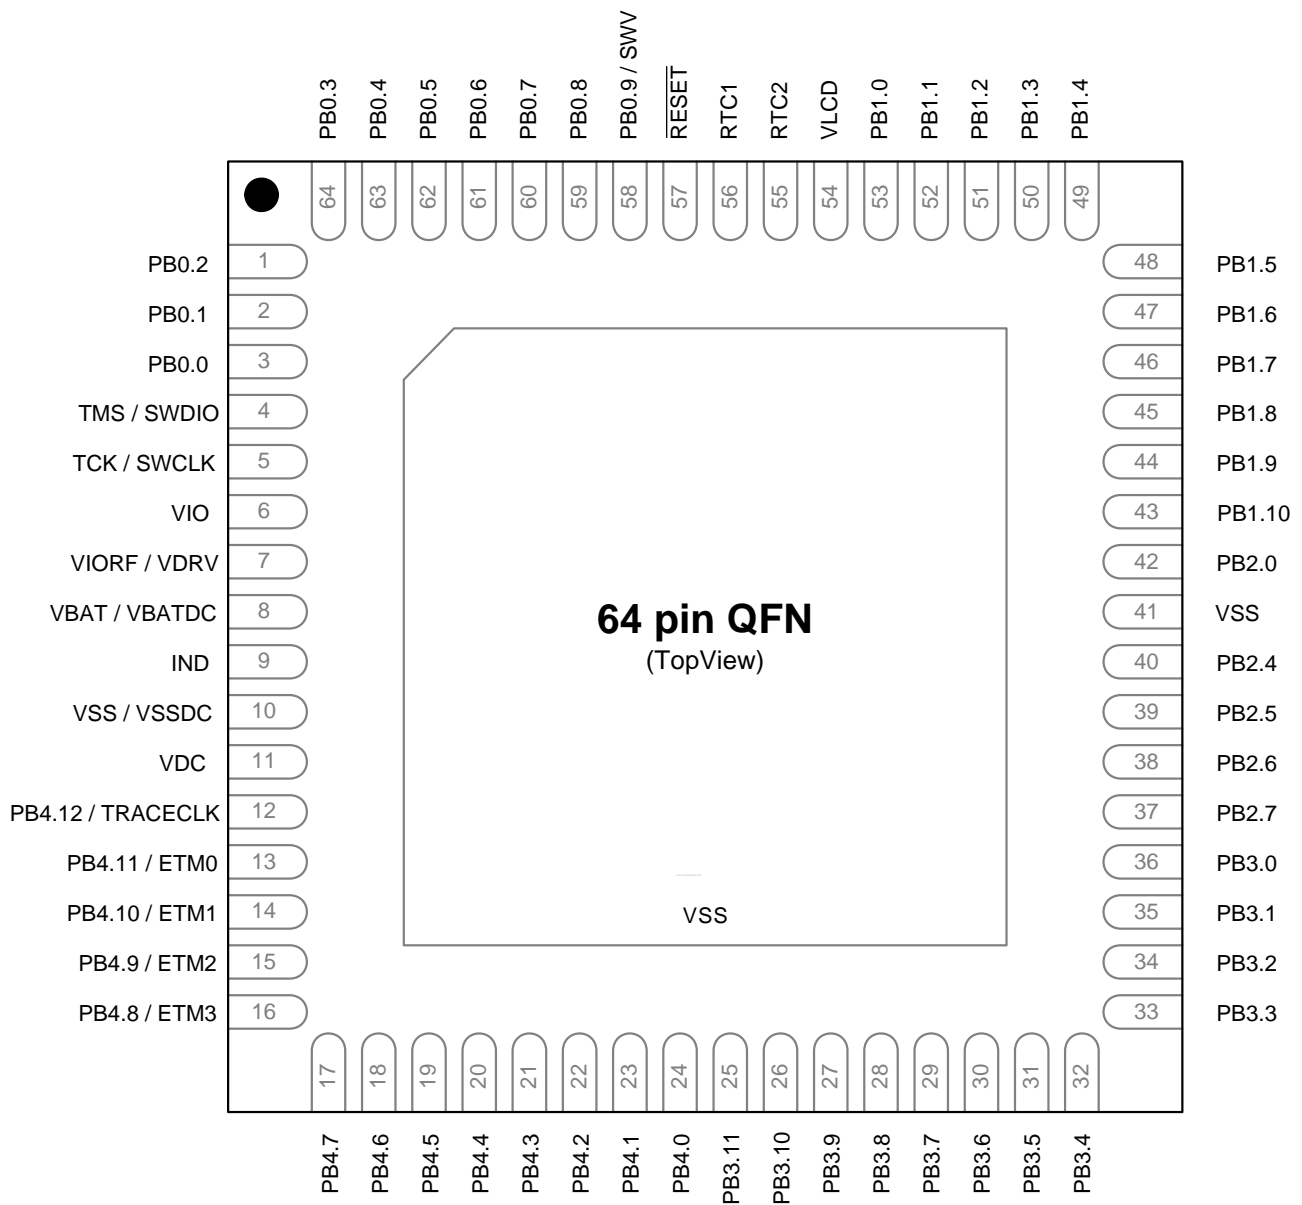 PB0.3
PB0.4
PB0.5
PB0.6
PB0.7
PB0.8
PB0.9 / SWV
RESET
RTC1
RTC2
VLCD
PB1.0
PB1.1
PB1.2
PB1.3
PB1.4
64
63
62
61
60
59
58
57
56
55
54
53
52
51
50
49
PB0.2 1
PB0.1 2
PB0.0 3
TMS / SWDIO 4
TCK / SWCLK 5
VIO 6
VIORF / VDRV 7
VBAT / VBATDC 8
IND 9
VSS / VSSDC 10
VDC 11
PB4.12 / TRACECLK 12
PB4.11 / ETM0 13
PB4.10 / ETM1 14
PB4.9 / ETM2 15
PB4.8 / ETM3 16
64 pin QFN
(TopView)
VSS
48 PB1.5
47 PB1.6
46 PB1.7
45 PB1.8
44 PB1.9
43 PB1.10
42 PB2.0
41 VSS
40 PB2.4
39 PB2.5
38 PB2.6
37 PB2.7
36 PB3.0
35 PB3.1
34 PB3.2
33 PB3.3
17
18
19
20
21
22
23
24
25
26
27
28
29
30
31
32
PB4.7
PB4.6
PB4.5
PB4.4
PB4.3
PB4.2
PB4.1
PB4.0
PB3.11
PB3.10
PB3.9
PB3.8
PB3.7
PB3.6
PB3.5
PB3.4